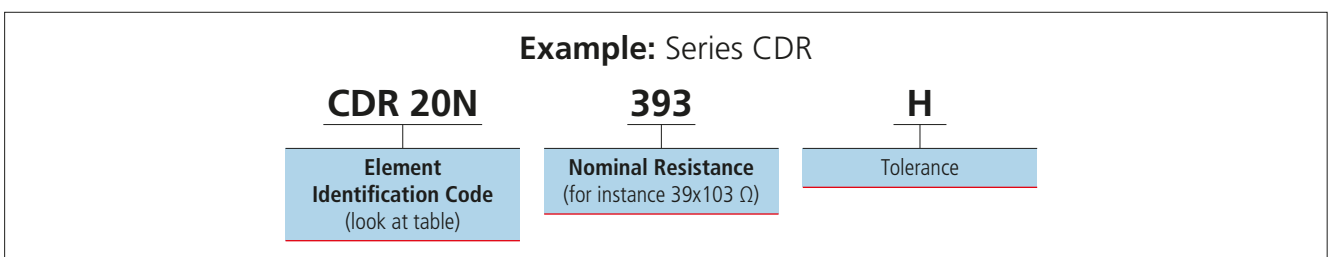 Example: Series CDR
CDR 20N 393 H
Element
Identification Code
(look at table)
Nominal Resistance
(for instance 39x103 Ω)
Tolerance